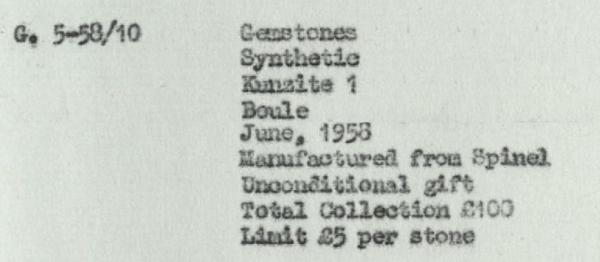 G. 5-58/10 Gemstones
Synthetic
Kunzite 1
Boule
June, 1958
Manufactured from Spinel
Unconditional gift
Total Collection £100
Limit £5 per stone